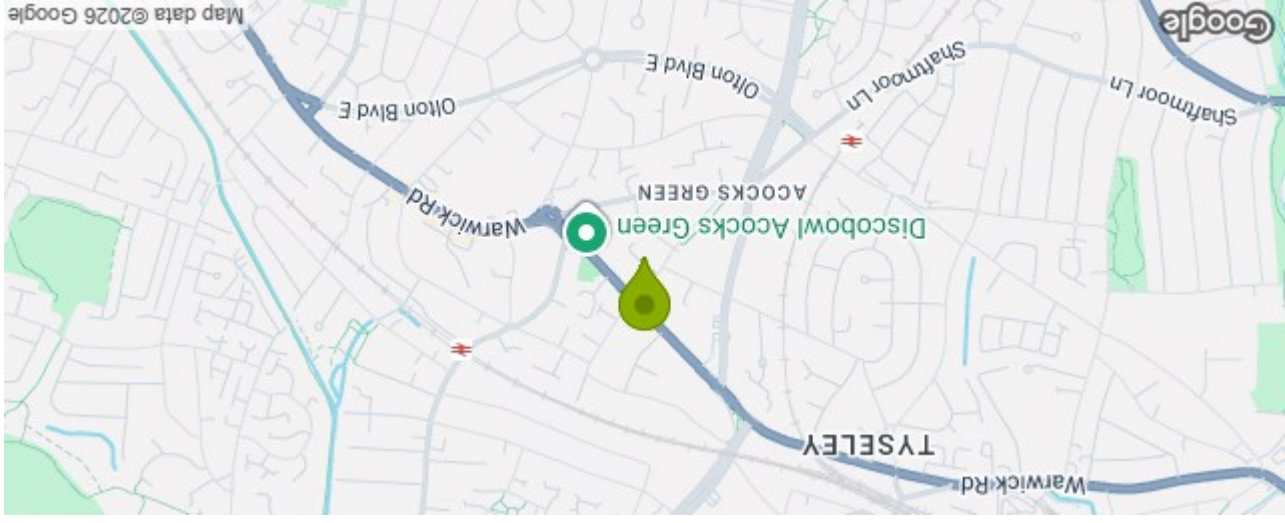 Warwick Rd
TYSELEY
Discobowl Acocks Green
Warwick Rd
ACOCKS GREEN
Shaftmoor Ln
Olton Blvd E
Shaftmoor Ln
Olton Blvd E
Google
Map data ©2026 Google